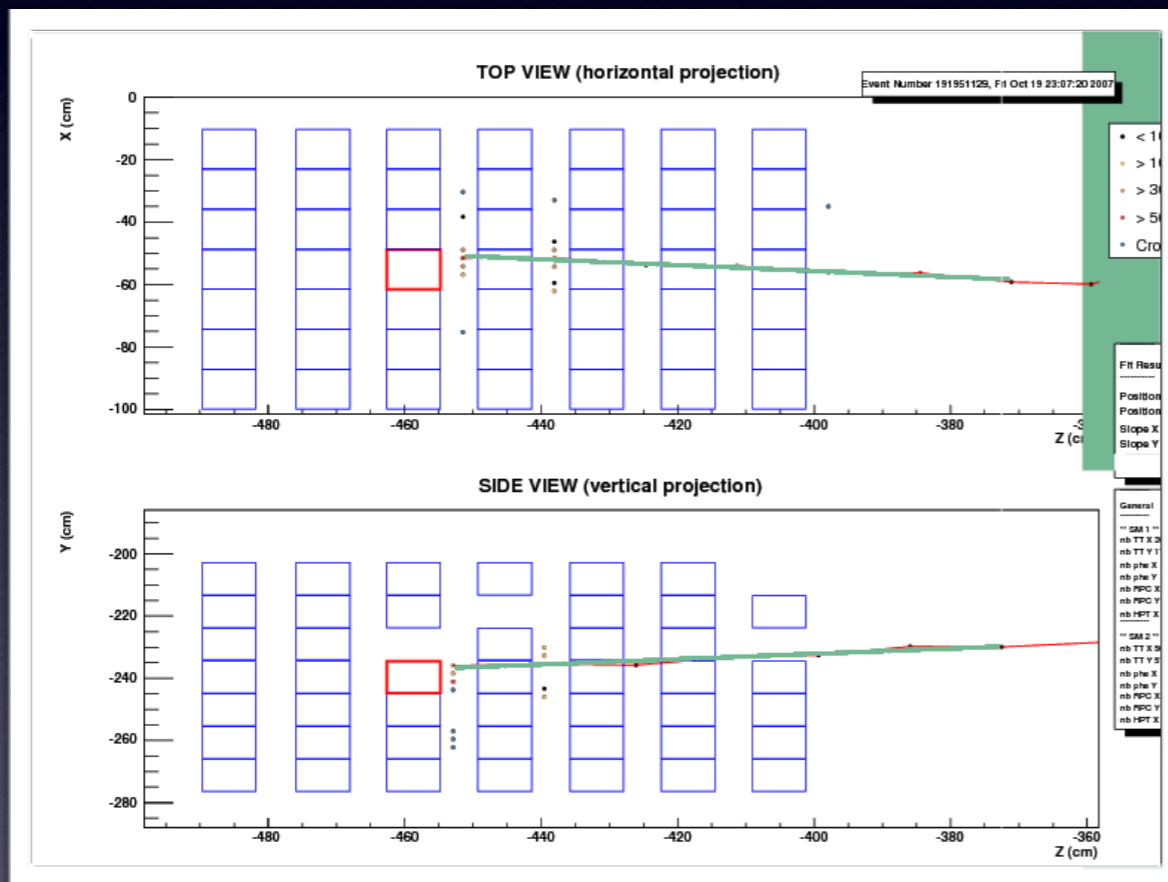 TOP VIEW (horizontal projection)
Event Number 191951129, Fri Oct 19 23:07:20 2007
X (cm)
0
-20
-40
-60
-80
-100
-480
-460
-440
-420
-400
-380
Z
< 1
> 1
> 3
> 5
Fit
Position
Position
Slope X
Slope Y
SIDE VIEW (vertical projection)
Y (cm)
-200
-220
-240
-260
-280
-480
-460
-440
-420
-400
-380
-360
Z (cm)
General
----------
** SM 1 **
nb TT X
nb TT Y
nb phe X
nb phe Y
nb RPC X
nb RPC Y
nb HPT X
----------
** SM 2 **
nb TT X
nb TT Y
nb phe X
nb phe Y
nb RPC X
nb RPC Y
nb HPT X